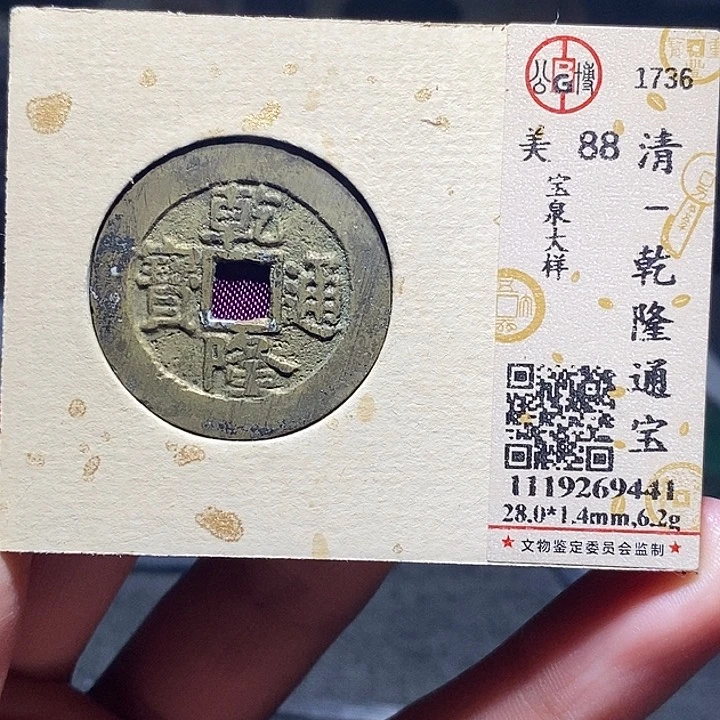 乾隆通寶
公博
BG
1736
美 88
宝泉大样
清－乾隆通宝
1119269441
28.0*1.4mm,6.2g
★ 文物鉴定委员会监制 ★